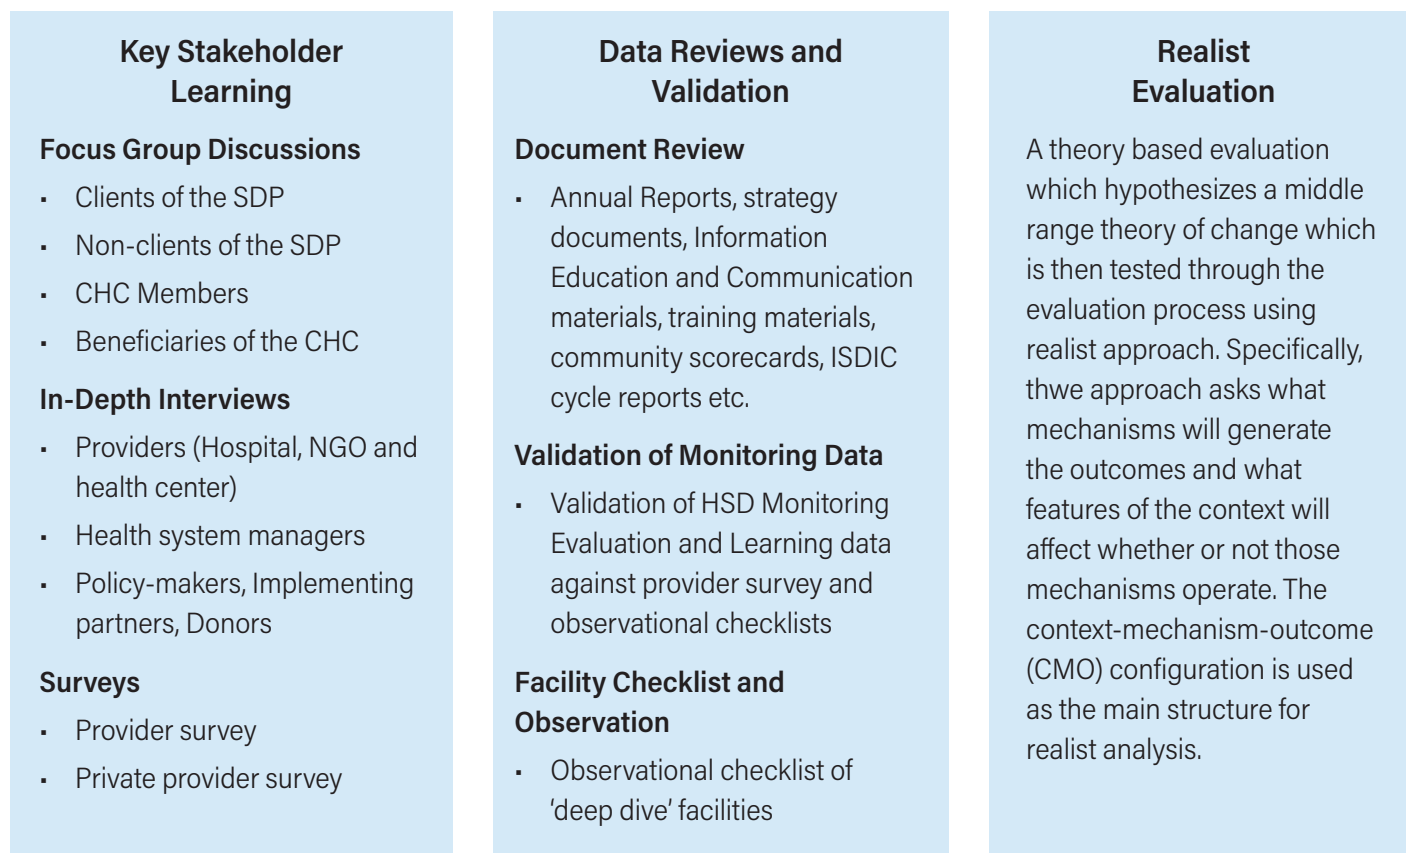 Key Stakeholder
Learning
Focus Group Discussions
• Clients of the SDP
• Non-clients of the SDP
• CHC Members
• Beneficiaries of the CHC
In-Depth Interviews
• Providers (Hospital, NGO and
health center)
• Health system managers
• Policy-makers, Implementing
partners, Donors
Surveys
• Provider survey
• Private provider survey
Data Reviews and
Validation
Document Review
• Annual Reports, strategy
documents, Information
Education and Communication
materials, training materials,
community scorecards, ISDIC
cycle reports etc.
Validation of Monitoring Data
• Validation of HSD Monitoring
Evaluation and Learning data
against provider survey and
observational checklists
Facility Checklist and
Observation
• Observational checklist of
‘deep dive’ facilities
Realist
Evaluation
A theory based evaluation
which hypothesizes a middle
range theory of change which
is then tested through the
evaluation process using
realist approach. Specifically,
thwe approach asks what
mechanisms will generate
the outcomes and what
features of the context will
affect whether or not those
mechanisms operate. The
context-mechanism-outcome
(CMO) configuration is used
as the main structure for
realist analysis.